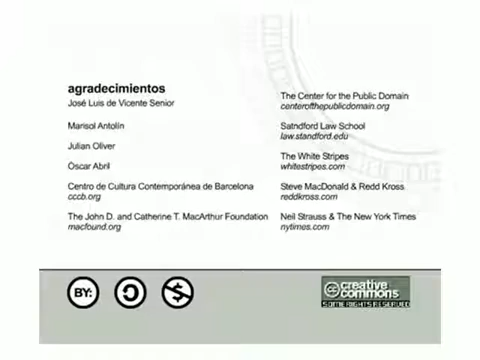 agradecimientos
José Luis de Vicente Senior
Marisol Antolín
Julian Oliver
Óscar Abril
Centro de Cultura Contemporánea de Barcelona
cccb.org
The John D. and Catherine T. MacArthur Foundation
macfound.org
The Center for the Public Domain
centerofthepublicdomain.org
Satndford Law School
law.standford.edu
The White Stripes
whitestripes.com
Steve MacDonald & Redd Kross
reddkross.com
Neil Strauss & The New York Times
nytimes.com
BY:
creative
commons
SOME RIGHTS RESERVED